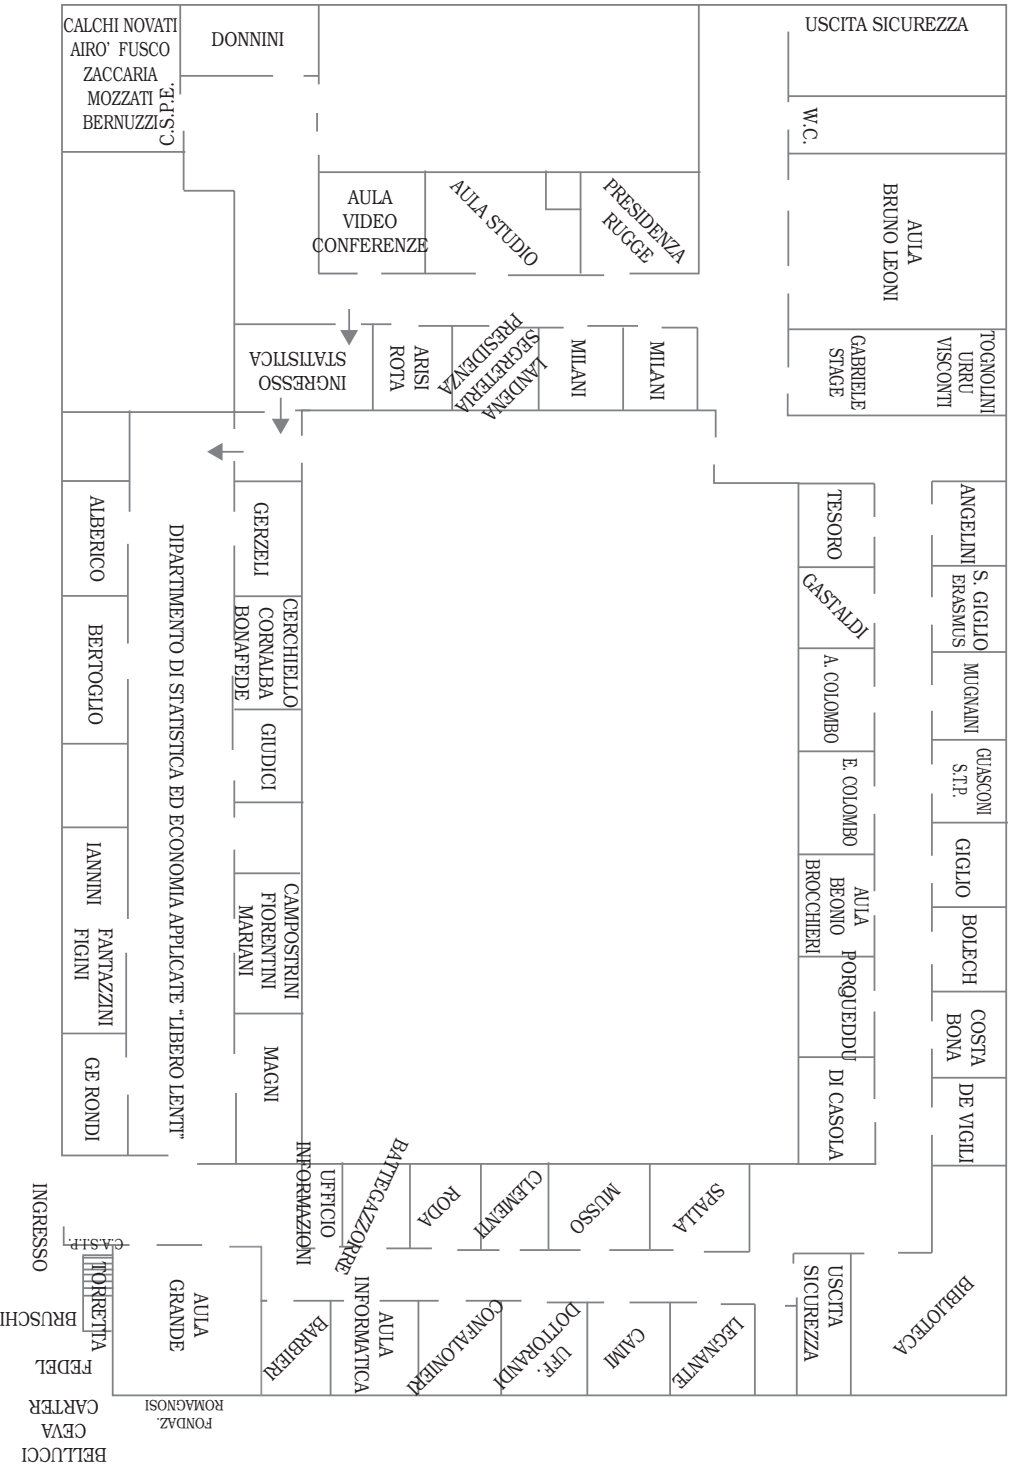 CALCHI NOVATI
AIRO' FUSCO
ZACCARIA
MOZZATI
BERNUZZI
C.S.P.E.
DONNINI
USCITA SICUREZZA
W.C.
AULA
VIDEO
CONFERENZE
AULA STUDIO
PRESIDENZA
RUGGE
AULA
BRUNO LEONI
INGRESSO
STATISTICA
ARISI
ROTA
LANDENA
SEGRETERIA
PRESIDENZA
MILANI
MILANI
GABRIELE
STAGE
TOGNOLINI
URRU
VISCONTI
ALBERICO
BERTOGLIO
IANNINI
FANTAZZINI
FIGINI
GE RONDI
DIPARTIMENTO DI STATISTICA ED ECONOMIA APPLICATE "LIBERO LENTI"
GERZELI
CERCHIELLO
CORNALBA
BONAFEDE
GIUDICI
CAMPOSTRINI
FIORENTINI
MARIANI
MAGNI
TESORO
GASTALDI
A. COLOMBO
E. COLOMBO
AULA
BEONIO
BROCCHIERI
PORQUEDDU
DI CASOLA
ANGELINI
S. GIGLIO
ERASMUS
MUGNAINI
GUASCONI
S.T.P.
GIGLIO
BOLECH
COSTA
BONA
DE VIGILI
UFFICIO
INFORMAZIONI
BATTEGAZZORRE
RODA
CLEMENTI
MUSSO
SPALLA
INGRESSO
C.A.S.I.P.
TORRETTA
BRUSCHI
FEDEL
BELLUCCI
CEVA
CARTER
AULA
GRANDE
FONDAZ.
ROMAGNOSI
BARBIERI
AULA
INFORMATICA
CONFALONIERI
UFF.
DOTTORANDI
CAIMI
LEGNANTE
USCITA
SICUREZZA
BIBLIOTECA